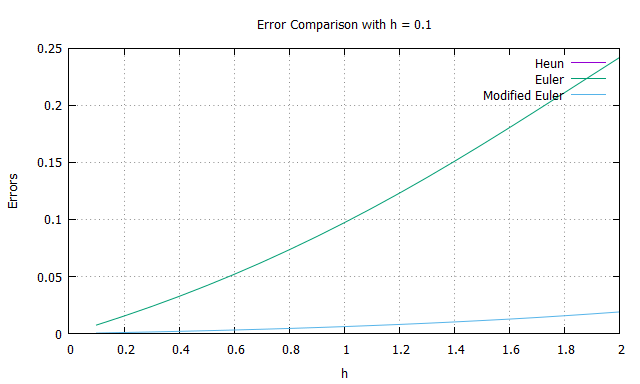 Error Comparison with h = 0.1
0.25
0.2
0.15
0.1
0.05
0
Errors
Heun
Euler
Modified Euler
0 0.2 0.4 0.6 0.8 1 1.2 1.4 1.6 1.8 2
h